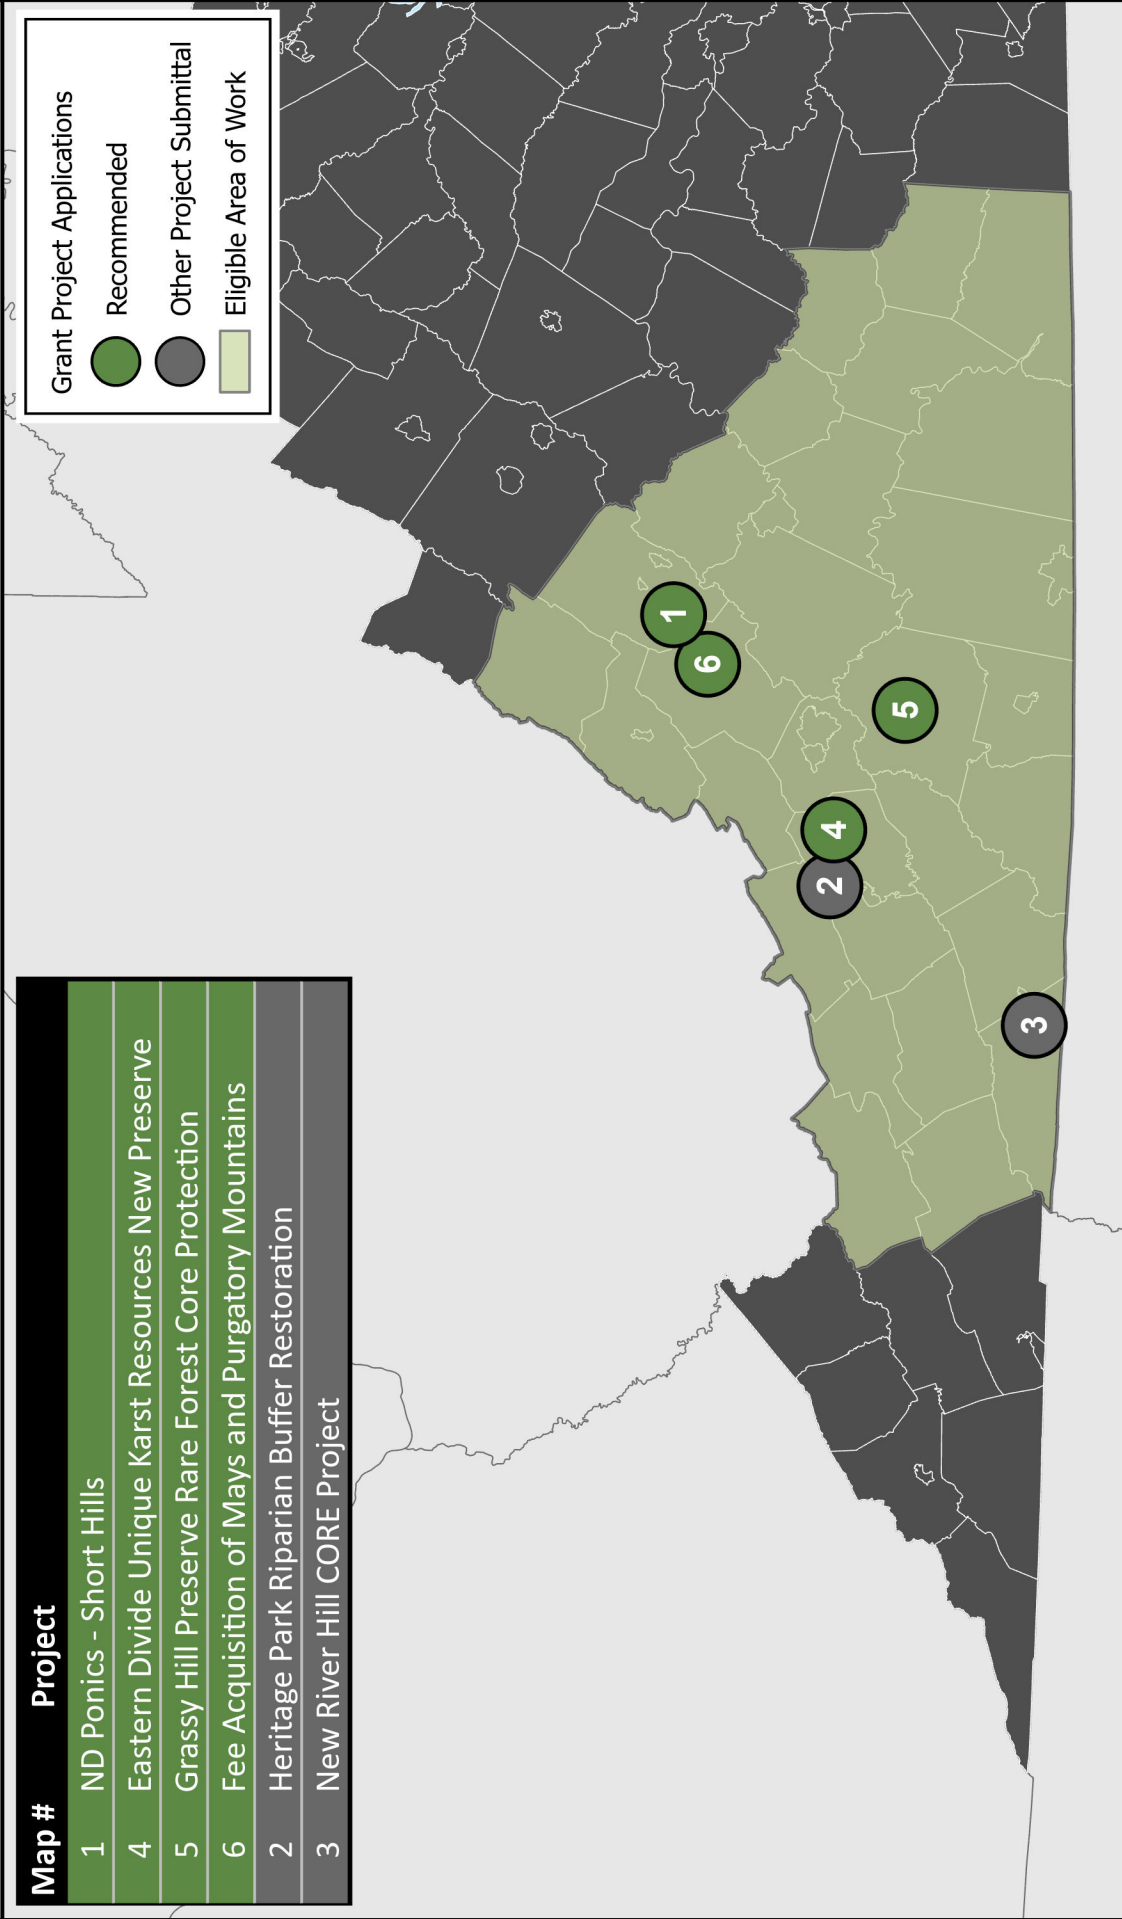 Map # Project
1 ND Ponics - Short Hills
4 Eastern Divide Unique Karst Resources New Preserve
5 Grassy Hill Preserve Rare Forest Core Protection
6 Fee Acquisition of Mays and Purgatory Mountains
2 Heritage Park Riparian Buffer Restoration
3 New River Hill CORE Project
Grant Project Applications
Recommended
Other Project Submittal
Eligible Area of Work
1
6
5
4
2
3